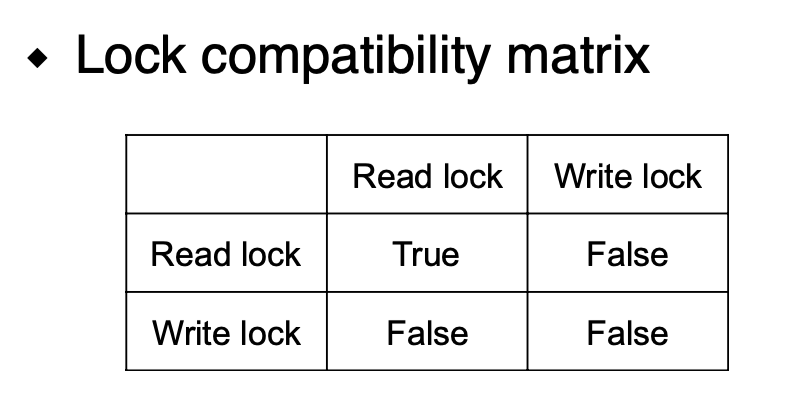 ◆ Lock compatibility matrix
Read lock Write lock
Read lock True False
Write lock False False